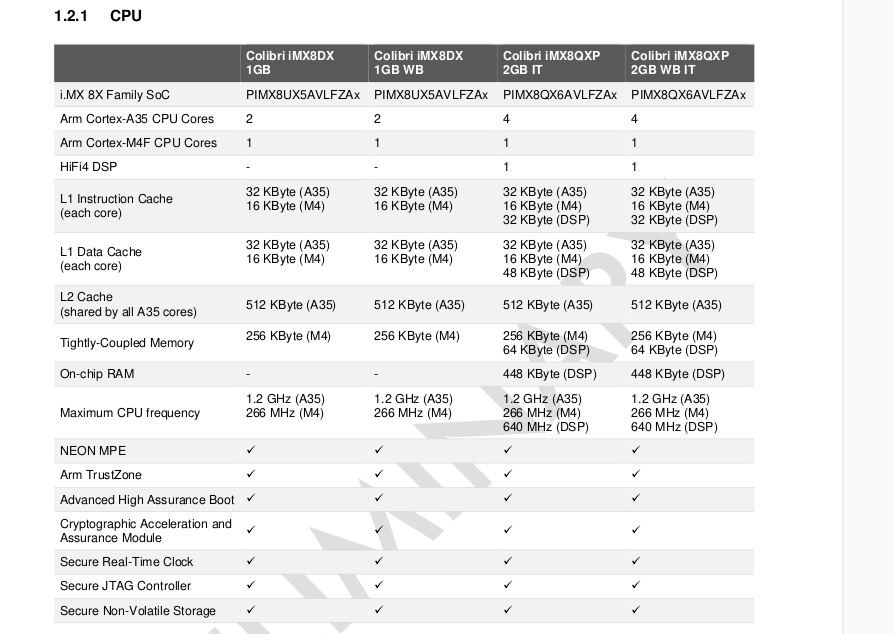 1.2.1 CPU
Colibri iMX8DX 1GB | Colibri iMX8DX 1GB WB | Colibri iMX8QXP 2GB IT | Colibri iMX8QXP 2GB WB IT
i.MX 8X Family SoC | PIMX8UX5AVLFZAx | PIMX8UX5AVLFZAx | PIMX8QX6AVLFZAx | PIMX8QX6AVLFZAx
Arm Cortex-A35 CPU Cores | 2 | 2 | 4 | 4
Arm Cortex-M4F CPU Cores | 1 | 1 | 1 | 1
HiFi4 DSP | - | - | 1 | 1
L1 Instruction Cache (each core) | 32 KByte (A35) 16 KByte (M4) | 32 KByte (A35) 16 KByte (M4) | 32 KByte (A35) 16 KByte (M4) 32 KByte (DSP) | 32 KByte (A35) 16 KByte (M4) 32 KByte (DSP)
L1 Data Cache (each core) | 32 KByte (A35) 16 KByte (M4) | 32 KByte (A35) 16 KByte (M4) | 32 KByte (A35) 16 KByte (M4) 48 KByte (DSP) | 32 KByte (A35) 16 KByte (M4) 48 KByte (DSP)
L2 Cache (shared by all A35 cores) | 512 KByte (A35) | 512 KByte (A35) | 512 KByte (A35) | 512 KByte (A35)
Tightly-Coupled Memory | 256 KByte (M4) | 256 KByte (M4) | 256 KByte (M4) 64 KByte (DSP) | 256 KByte (M4) 64 KByte (DSP)
On-chip RAM | - | - | 448 KByte (DSP) | 448 KByte (DSP)
Maximum CPU frequency | 1.2 GHz (A35) 266 MHz (M4) | 1.2 GHz (A35) 266 MHz (M4) | 1.2 GHz (A35) 266 MHz (M4) 640 MHz (DSP) | 1.2 GHz (A35) 266 MHz (M4) 640 MHz (DSP)
NEON MPE | ✓ | ✓ | ✓ | ✓
Arm TrustZone | ✓ | ✓ | ✓ | ✓
Advanced High Assurance Boot | ✓ | ✓ | ✓ | ✓
Cryptographic Acceleration and Assurance Module | ✓ | ✓ | ✓ | ✓
Secure Real-Time Clock | ✓ | ✓ | ✓ | ✓
Secure JTAG Controller | ✓ | ✓ | ✓ | ✓
Secure Non-Volatile Storage | ✓ | ✓ | ✓ | ✓